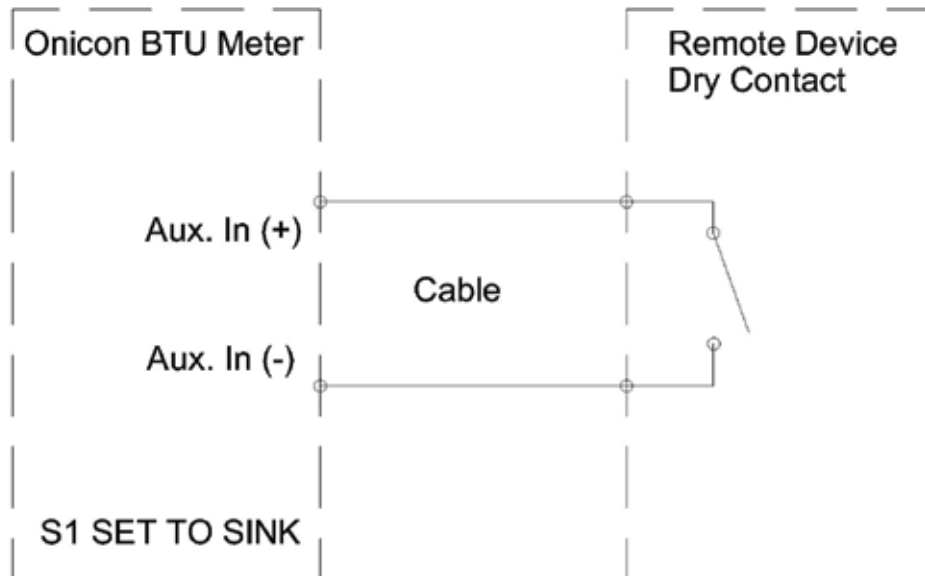 Onicon BTU Meter
Remote Device
Dry Contact
Aux. In (+)
Cable
Aux. In (-)
S1 SET TO SINK